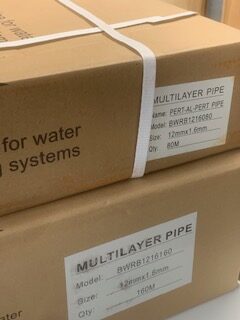 MULTILAYER PIPE
Name: PERT-AL-PERT PIPE
Model: BWRB1216080
Size: 12mmx1.6mm
Qty: 80M
for water
systems
MULTILAYER PIPE
Model: BWRB1216160
Size: 12mmx1.6mm
Qty: 160M